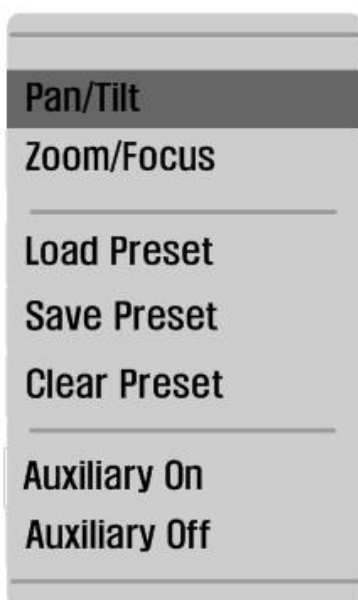 Pan/Tilt
Zoom/Focus
Load Preset
Save Preset
Clear Preset
Auxiliary On
Auxiliary Off